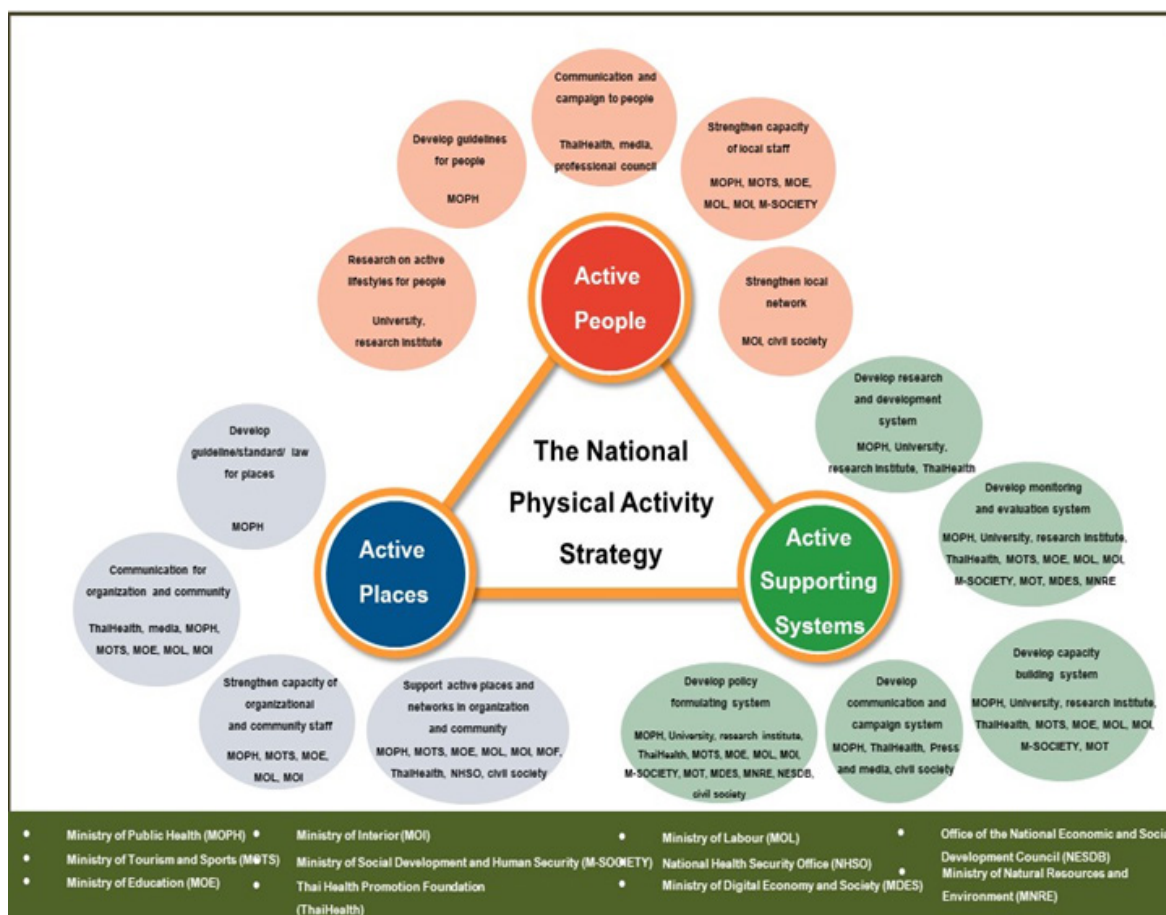 Communication and
campaign to people
ThaiHealth, media,
professional council
Develop guidelines
for people
MOPH
Strengthen capacity
of local staff
MOPH, MOTS, MOE,
MOL, MOI, M-SOCIETY
Research on active
lifestyles for people
University,
research institute
Active
People
Strengthen local
network
MOI, civil society
Develop research
and development
system
MOPH, University,
research institute, ThaiHealth
Develop
guideline/standard/ law
for places
MOPH
The National
Physical Activity
Strategy
Develop monitoring
and evaluation system
MOPH, University, research institute,
ThaiHealth, MOTS, MOE, MOL, MOI,
M-SOCIETY, MOT, MDES, MNRE
Active
Places
Active
Supporting
Systems
Communication for
organization and community
ThaiHealth, media, MOPH,
MOTS, MOE, MOL, MOI
Strengthen capacity of
organizational
and community staff
MOPH, MOTS, MOE,
MOL, MOI
Support active places and
networks in organization
and community
MOPH, MOTS, MOE, MOL, MOI, MOF,
ThaiHealth, NHSO, civil society
Develop policy
formulating system
MOPH, University, research institute,
ThaiHealth, MOTS, MOE, MOL, MOI,
M-SOCIETY, MOT, MDES, MNRE, NESDB,
civil society
Develop
communication and
campaign system
MOPH, ThaiHealth, Press
and media, civil society
Develop capacity
building system
MOPH, University, research institute,
ThaiHealth, MOTS, MOE, MOL, MOI,
M-SOCIETY, MOT
• Ministry of Public Health (MOPH)
• Ministry of Tourism and Sports (MOTS)
• Ministry of Education (MOE)
• Ministry of Interior (MOI)
• Ministry of Social Development and Human Security (M-SOCIETY)
• Thai Health Promotion Foundation
(ThaiHealth)
• Ministry of Labour (MOL)
• National Health Security Office (NHSO)
• Ministry of Digital Economy and Society (MDES)
• Office of the National Economic and Social
Development Council (NESDB)
• Ministry of Natural Resources and
Environment (MNRE)